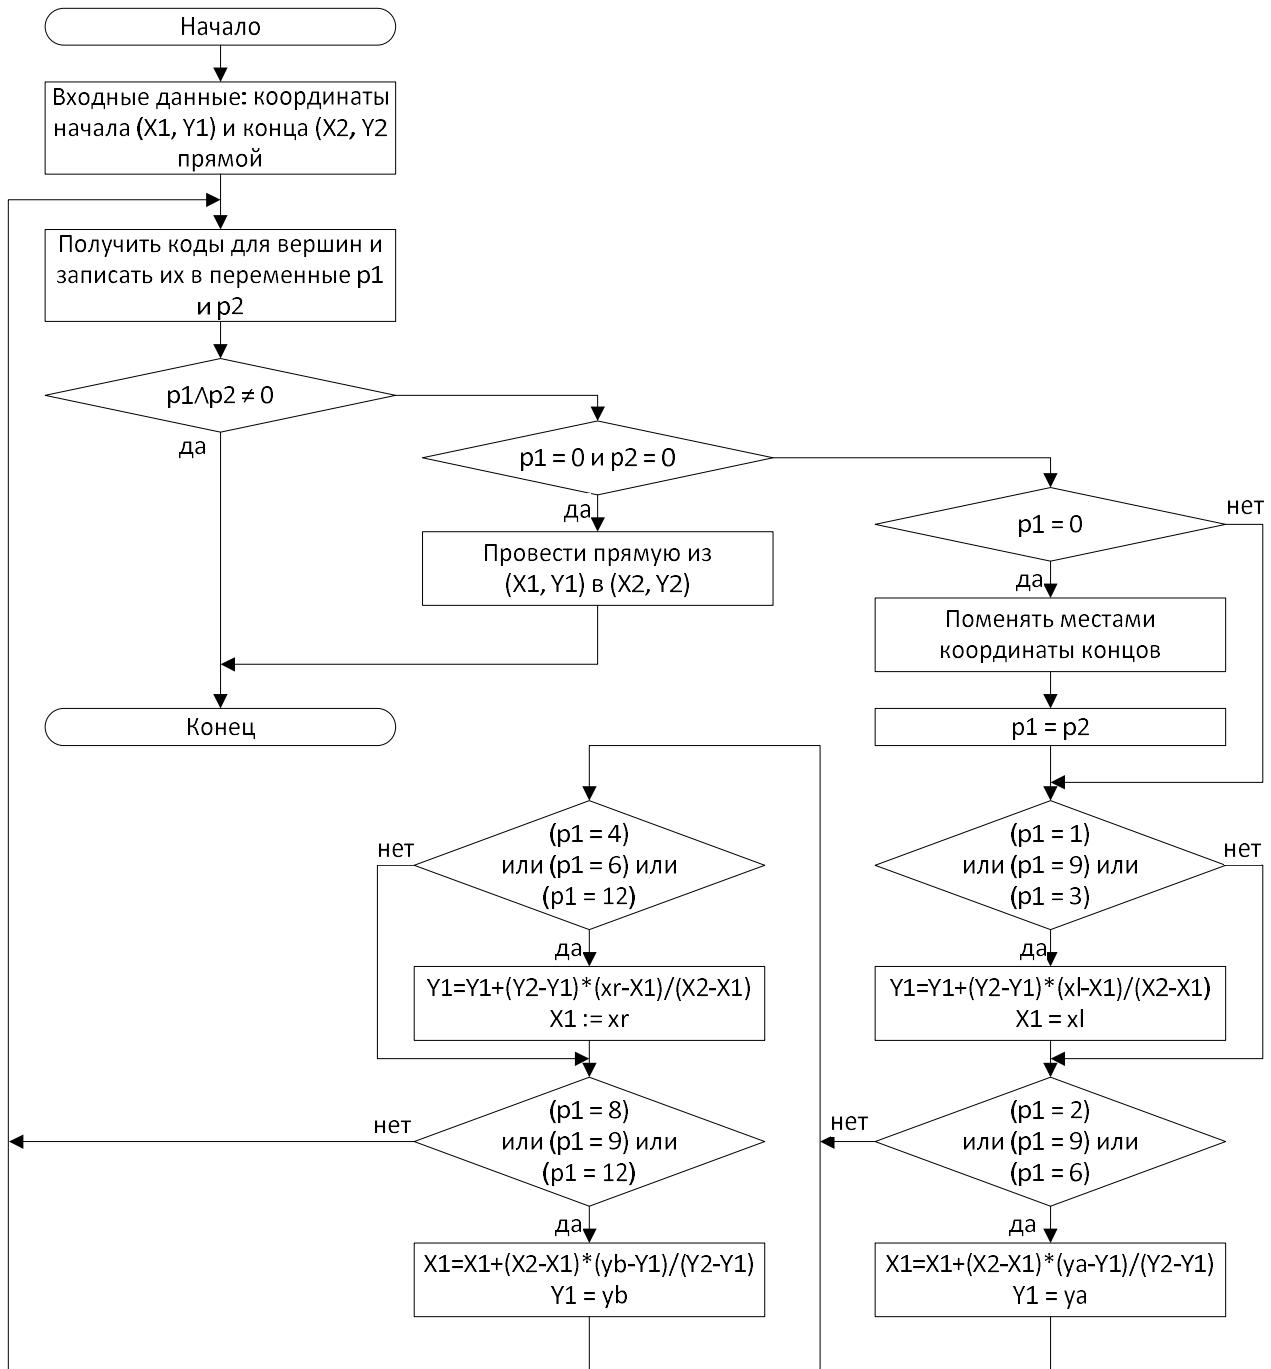 Начало
Входные данные: координаты
начала (X1, Y1) и конца (X2, Y2
прямой
Получить коды для вершин и
записать их в переменные p1
и p2
p1Λp2 ≠ 0
да
p1 = 0 и p2 = 0
да
Провести прямую из
(X1, Y1) в (X2, Y2)
p1 = 0
нет
да
Поменять местами
координаты концов
p1 = p2
Конец
(p1 = 1)
или (p1 = 9) или
(p1 = 3)
нет
да
Y1=Y1+(Y2-Y1)*(xl-X1)/(X2-X1)
X1 = xl
(p1 = 2)
или (p1 = 9) или
(p1 = 6)
нет
да
X1=X1+(X2-X1)*(ya-Y1)/(Y2-Y1)
Y1 = ya
(p1 = 4)
или (p1 = 6) или
(p1 = 12)
нет
да
Y1=Y1+(Y2-Y1)*(xr-X1)/(X2-X1)
X1 := xr
(p1 = 8)
или (p1 = 9) или
(p1 = 12)
нет
да
X1=X1+(X2-X1)*(yb-Y1)/(Y2-Y1)
Y1 = yb